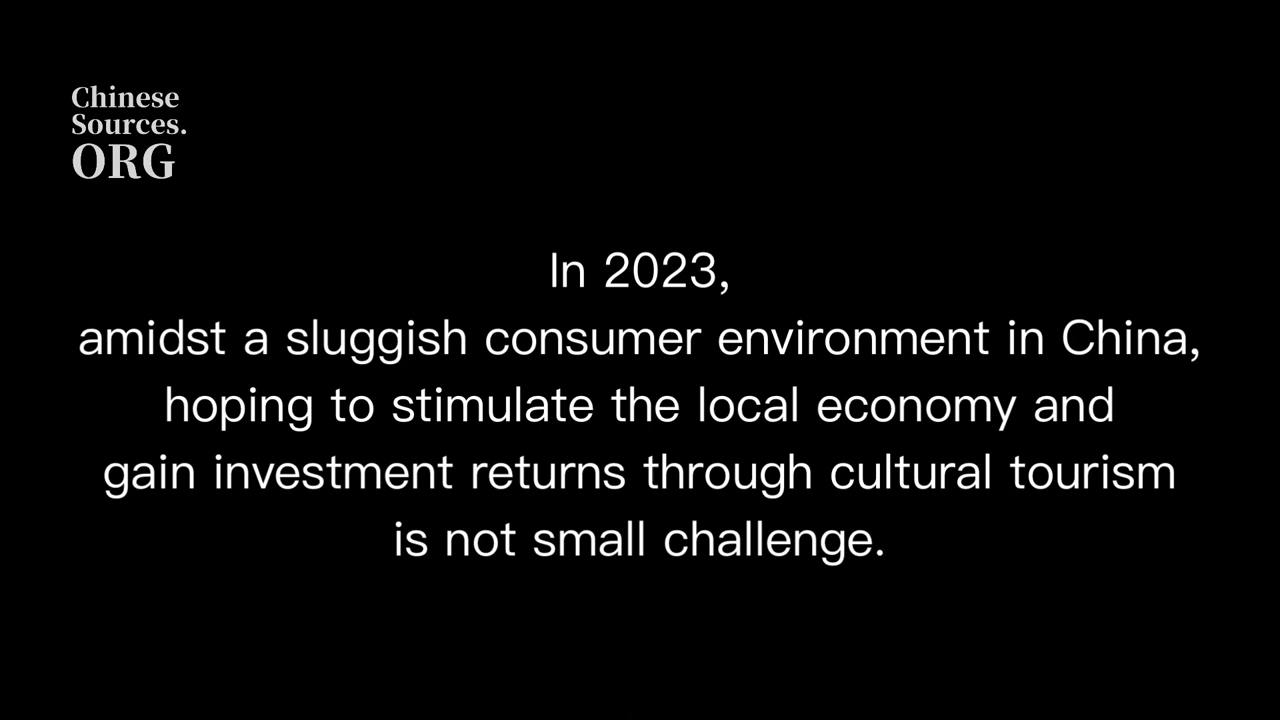 Chinese
Sources.
ORG
In 2023,
amidst a sluggish consumer environment in China,
hoping to stimulate the local economy and
gain investment returns through cultural tourism
is not small challenge.